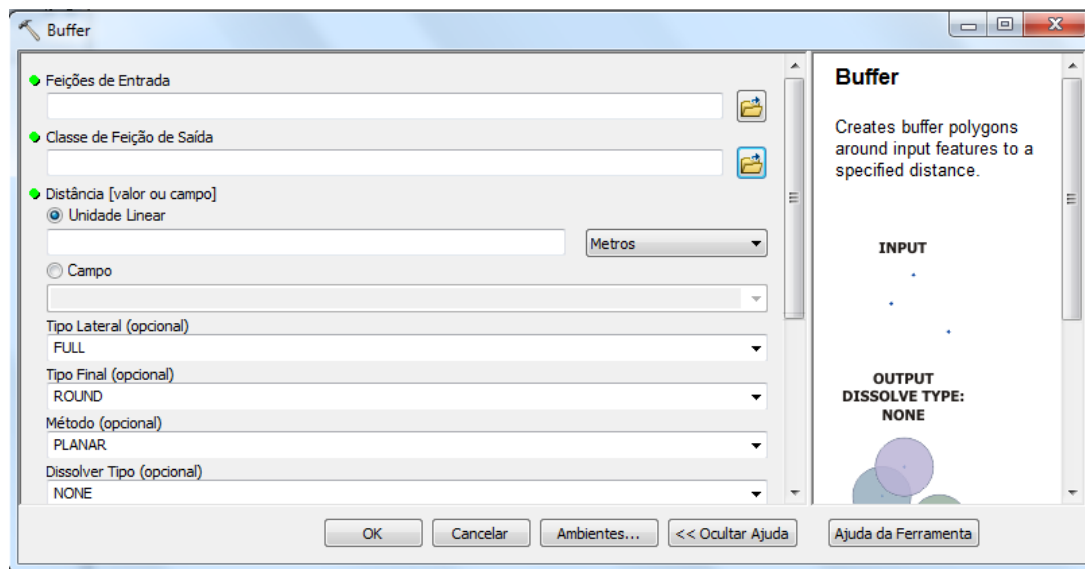 Buffer
Feições de Entrada
Classe de Feição de Saída
Distância [valor ou campo]
Unidade Linear
Metros
Campo
Tipo Lateral (opcional)
FULL
Tipo Final (opcional)
ROUND
Método (opcional)
PLANAR
Dissolver Tipo (opcional)
NONE
Buffer
Creates buffer polygons
around input features to a
specified distance.
INPUT
OUTPUT
DISSOLVE TYPE:
NONE
OK
Cancelar
Ambientes...
<< Ocultar Ajuda
Ajuda da Ferramenta